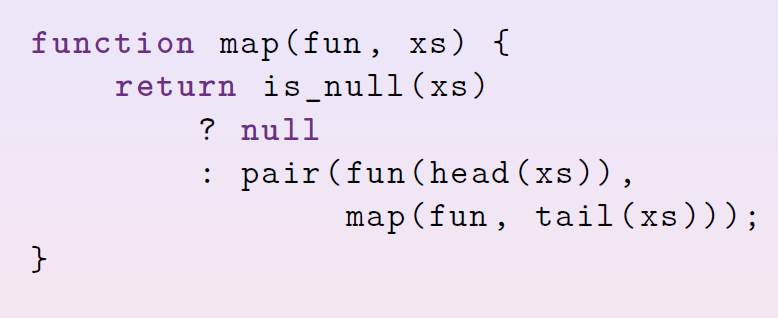 function map(fun, xs) {
    return is_null(xs)
        ? null
        : pair(fun(head(xs)),
               map(fun, tail(xs)));
}